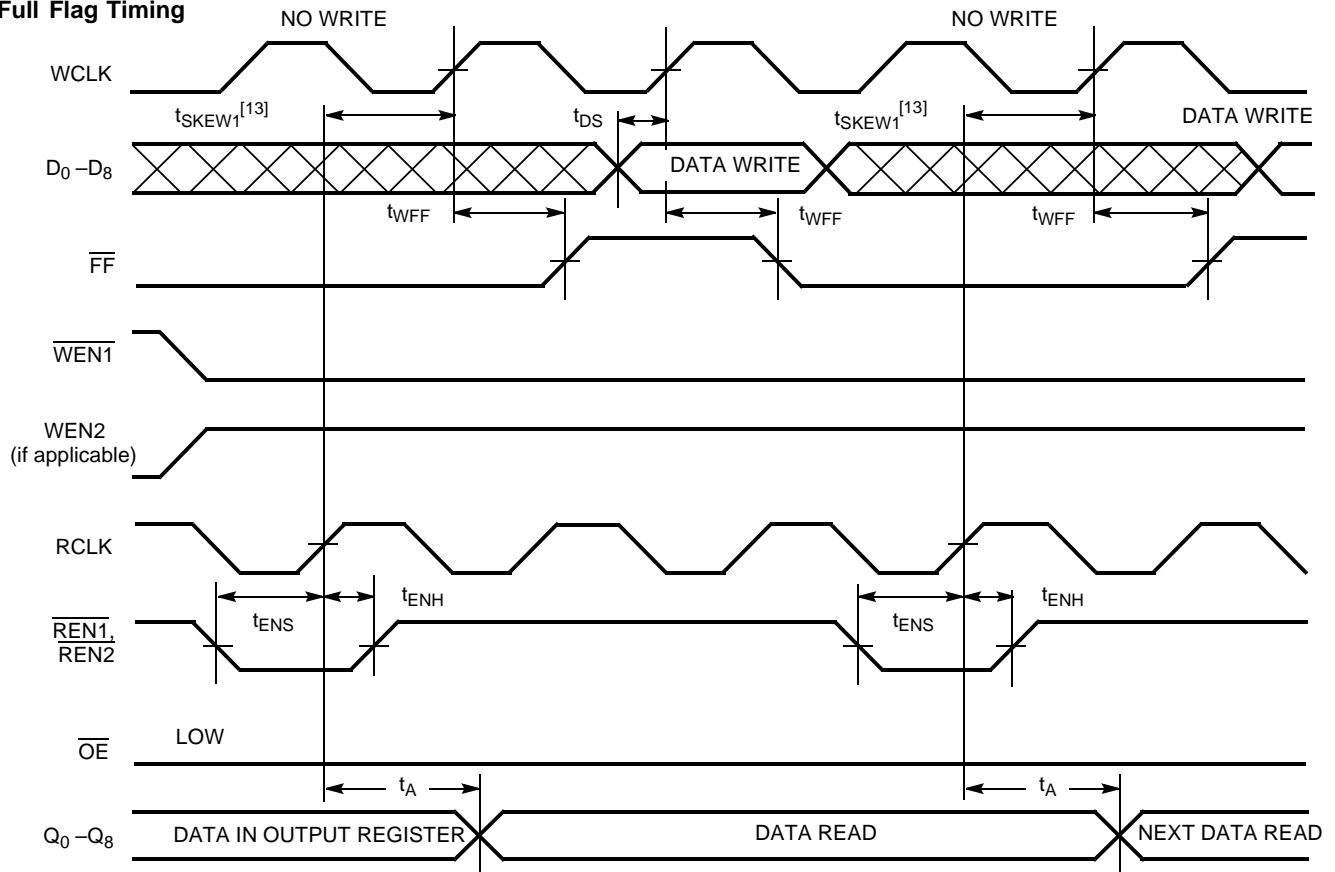 Full Flag Timing
NO WRITE
NO WRITE
WCLK
tSKEW1[13]
tDS
tSKEW1[13]
DATA WRITE
D0 –D8
DATA WRITE
tWFF
tWFF
tWFF
FF
WEN1
WEN2
(if applicable)
RCLK
tENH
tENH
tENS
tENS
REN1,
REN2
LOW
OE
tA
tA
Q0 –Q8
DATA IN OUTPUT REGISTER
DATA READ
NEXT DATA READ